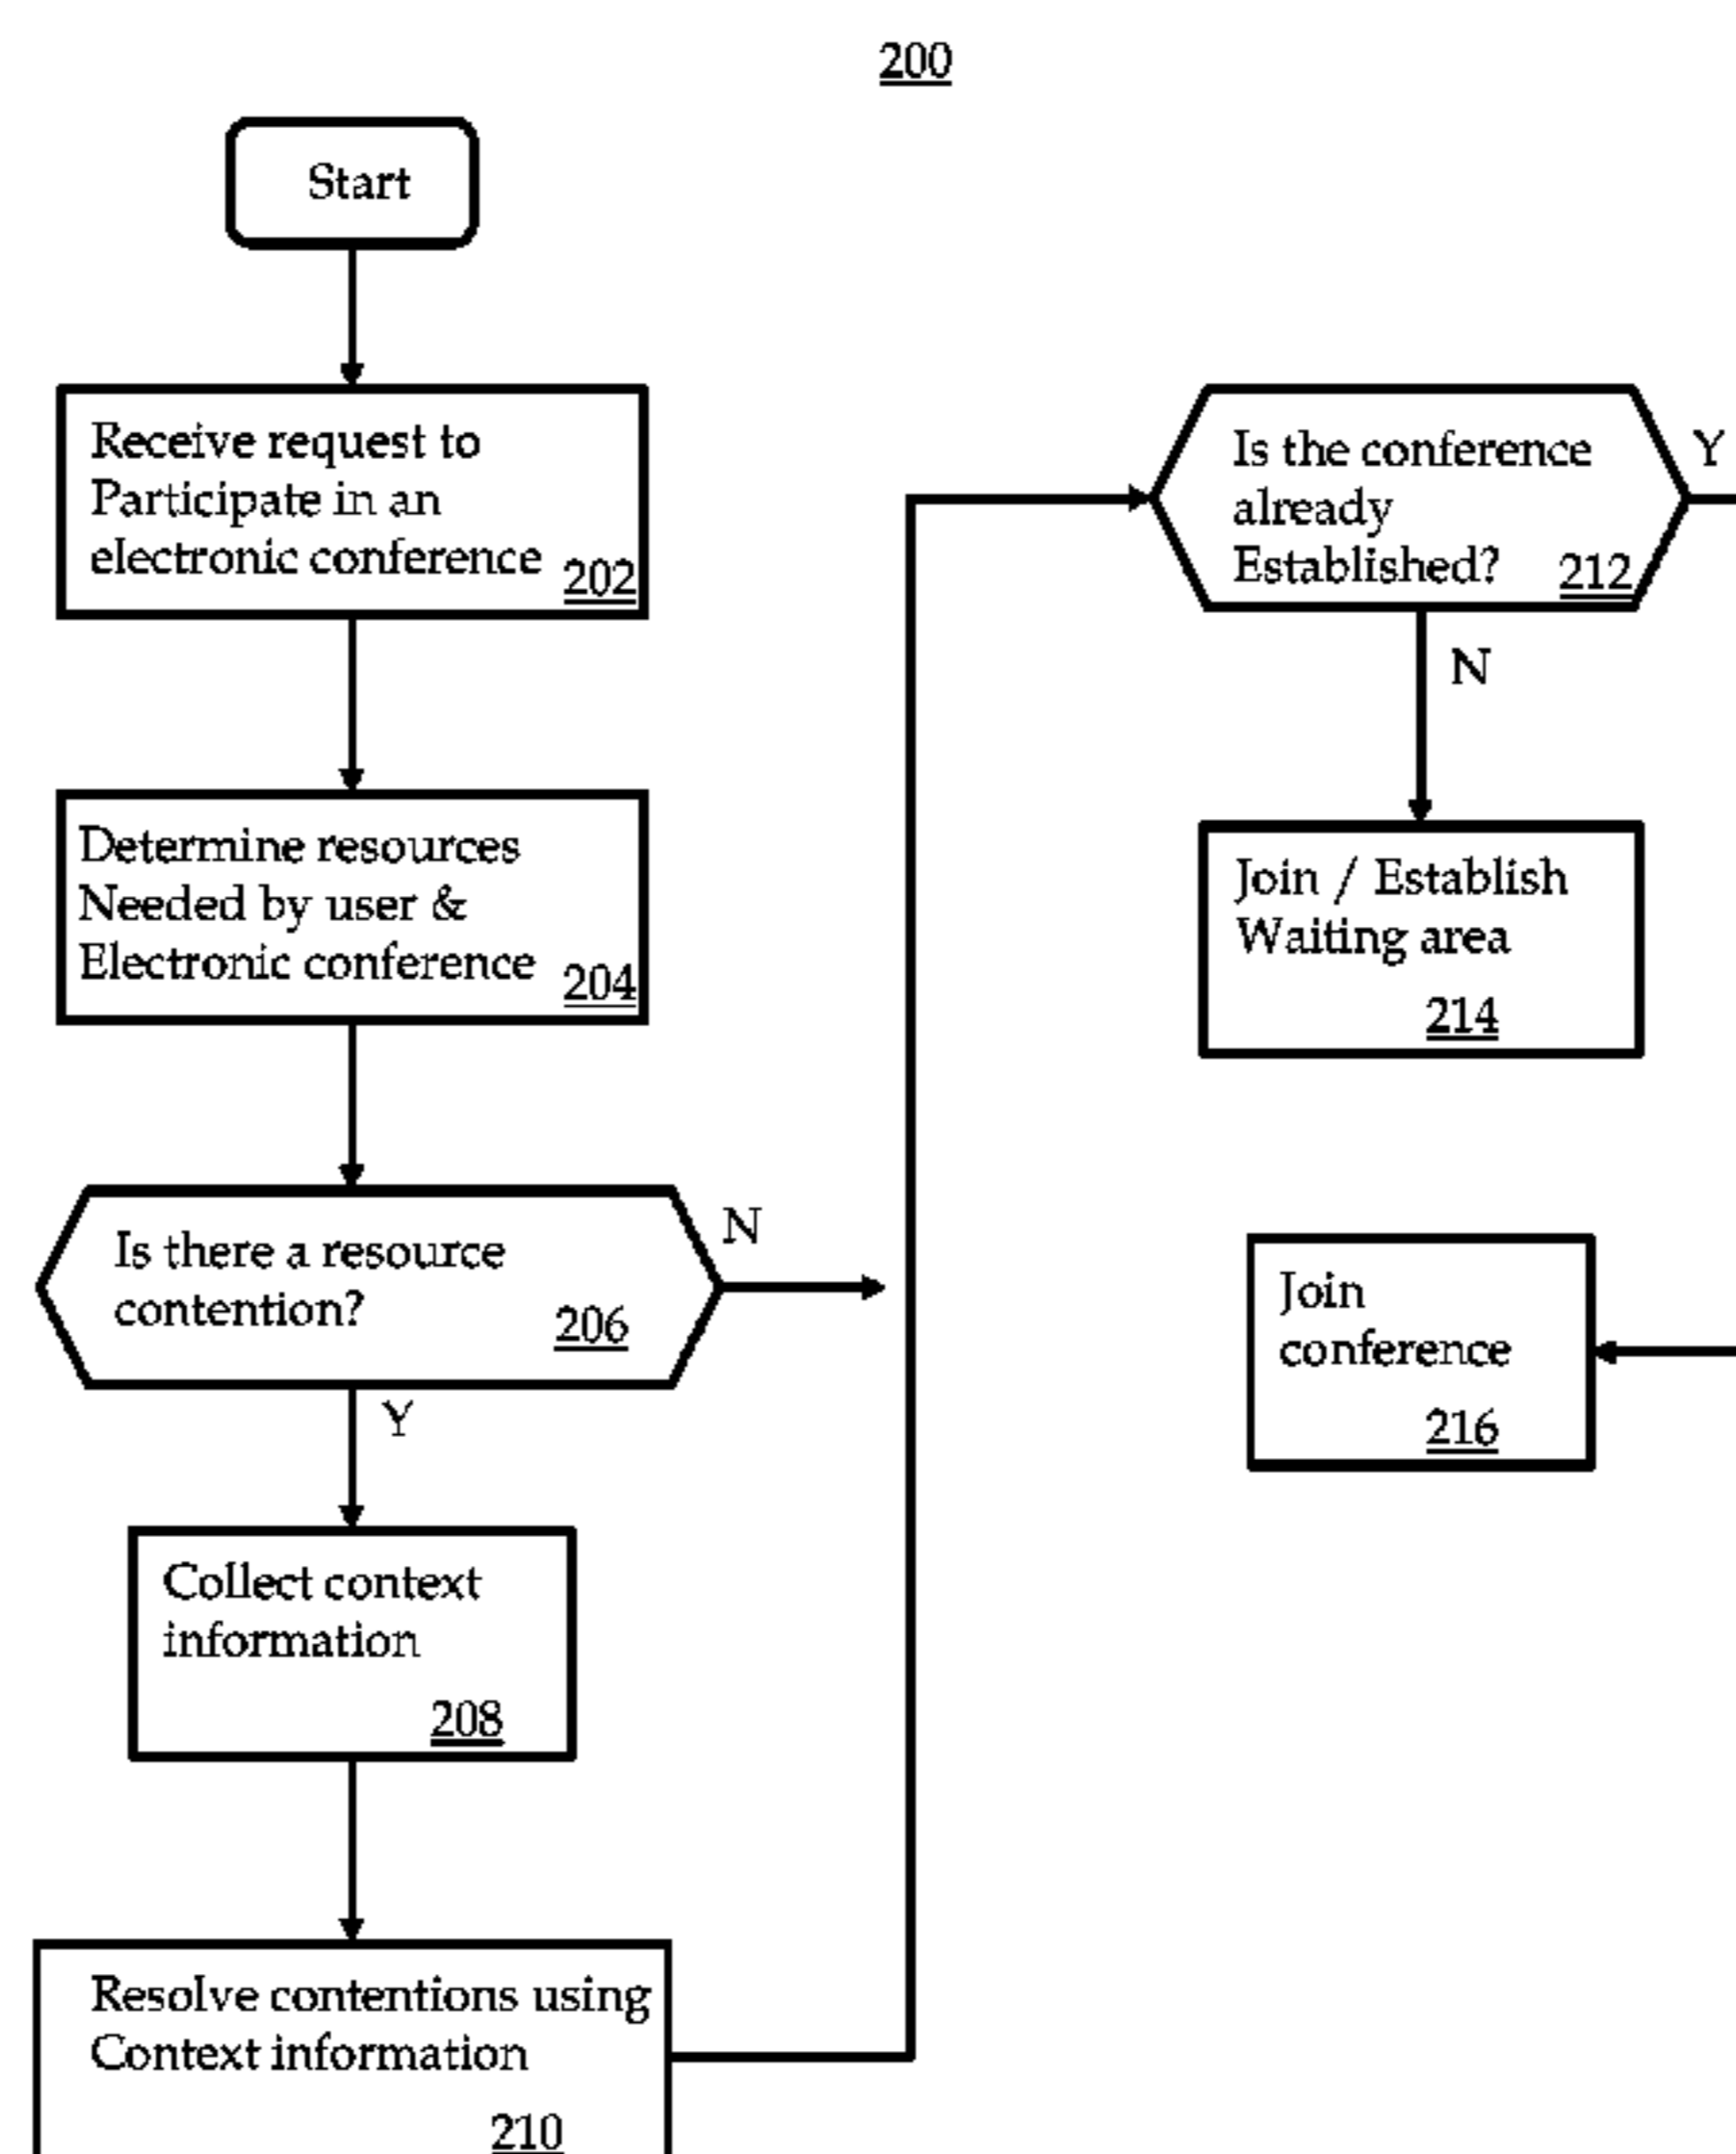 200
Start
Receive request to
Participate in an
electronic conference 202
Determine resources
Needed by user &
Electronic conference 204
Is there a resource
contention? 206
N
Y
Collect context
information
208
Resolve contentions using
Context information
210
Is the conference
already
Established? 212
Y
N
Join / Establish
Waiting area
214
Join
conference
216